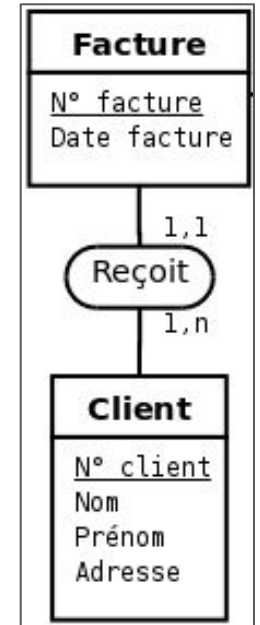 Facture
N° facture
Date facture
1,1
Reçoit
1,n
Client
N° client
Nom
Prénom
Adresse